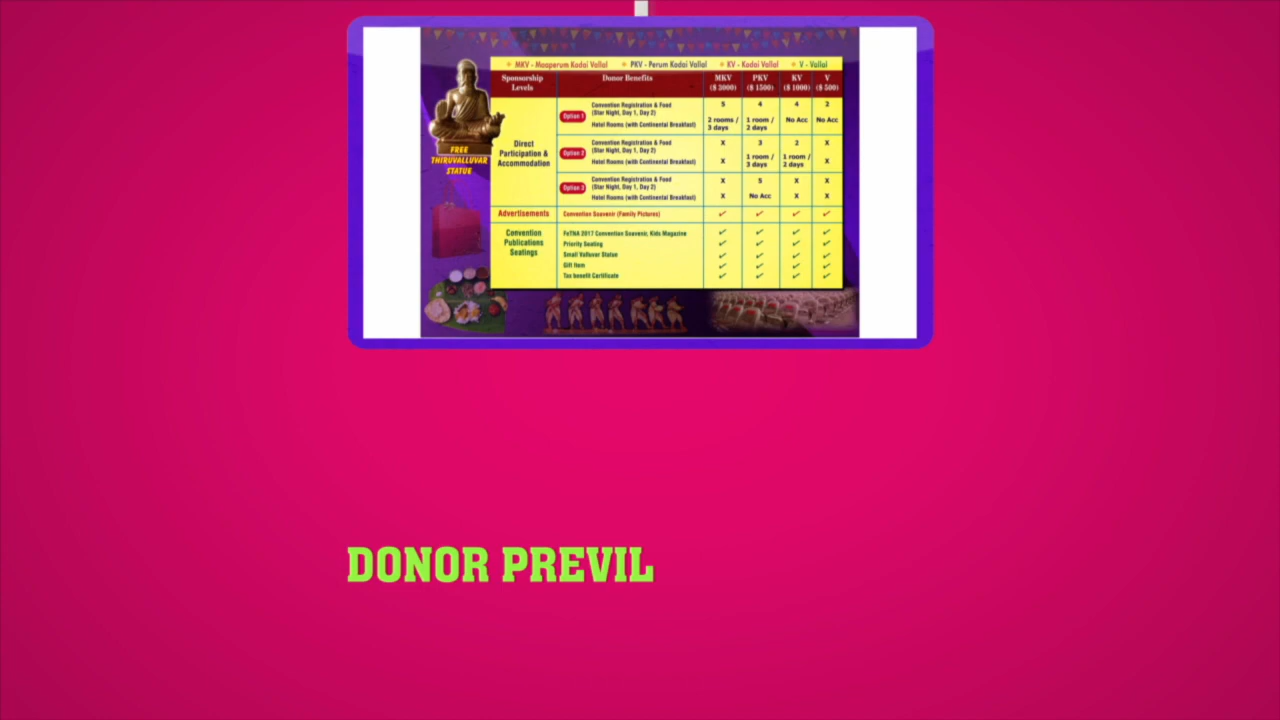 MKV - Maaperum Kodai Vallal PKV - Perum Kodai Vallal KV - Kodai Vallal V - Vallal
Sponsorship Levels Donor Benefits MKV ($ 3000) PKV ($ 1500) KV ($ 1000) V ($ 500)
FREE
THIRUVALLUVAR
STATUE
Direct
Participation &
Accommodation
Option 1
Convention Registration & Food
(Star Night, Day 1, Day 2)
5 4 4 2
Hotel Rooms (with Continental Breakfast)
2 rooms / 3 days 1 room / 2 days No Acc No Acc
Option 2
Convention Registration & Food
(Star Night, Day 1, Day 2)
X 3 2 X
Hotel Rooms (with Continental Breakfast)
X 1 room / 3 days 1 room / 2 days X
Option 3
Convention Registration & Food
(Star Night, Day 1, Day 2)
X 5 X X
Hotel Rooms (with Continental Breakfast)
X No Acc X X
Advertisements Convention Souvenir (Family Pictures) ✓ ✓ ✓ ✓
Convention
Publications
Seatings
FeTNA 2017 Convention Souvenir, Kids Magazine ✓ ✓ ✓ ✓
Priority Seating ✓ ✓ ✓ ✓
Small Valluvar Statue ✓ ✓ ✓ ✓
Gift Item ✓ ✓ ✓ ✓
Tax benefit Certificate ✓ ✓ ✓ ✓
DONOR PREVIL